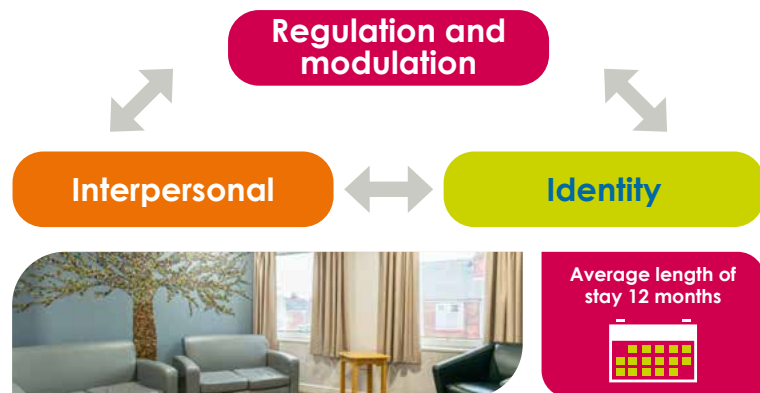 Regulation and
modulation
Interpersonal
Identity
Average length of
stay 12 months